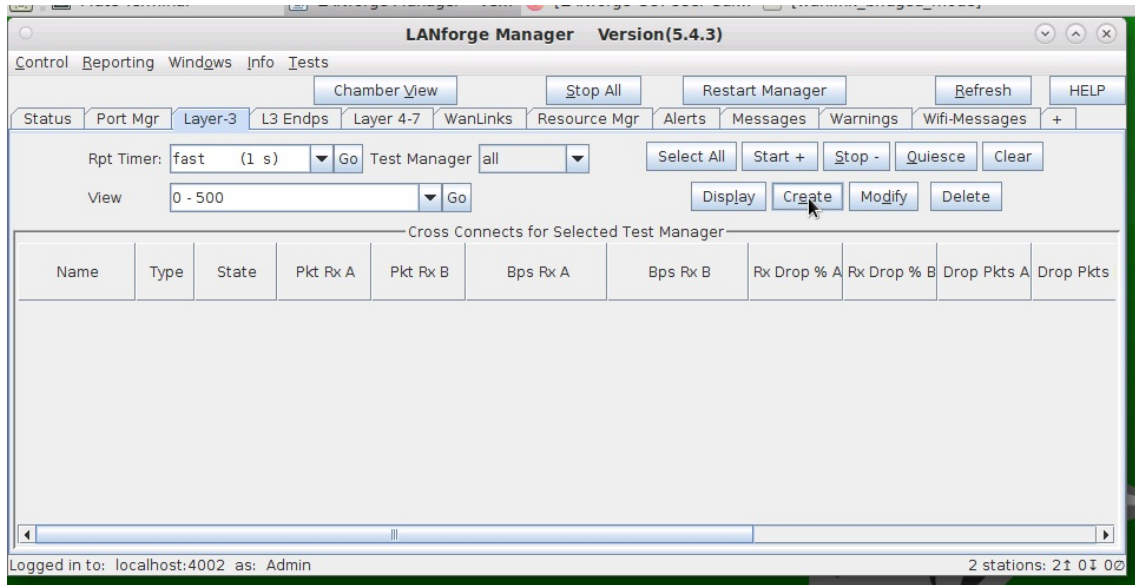 LANforge Manager Version(5.4.3)
Control Reporting Windows Info Tests
Chamber View Stop All Restart Manager Refresh HELP
Status Port Mgr Layer-3 L3 Endps Layer 4-7 WanLinks Resource Mgr Alerts Messages Warnings Wifi-Messages +
Rpt Timer: fast (1 s) Go Test Manager all Select All Start + Stop - Quiesce Clear
View 0 - 500 Go Display Create Modify Delete
Cross Connects for Selected Test Manager
Name Type State Pkt Rx A Pkt Rx B Bps Rx A Bps Rx B Rx Drop % A Rx Drop % B Drop Pkts A Drop Pkts
Logged in to: localhost:4002 as: Admin 2 stations: 2↑ 0↧ 0∅